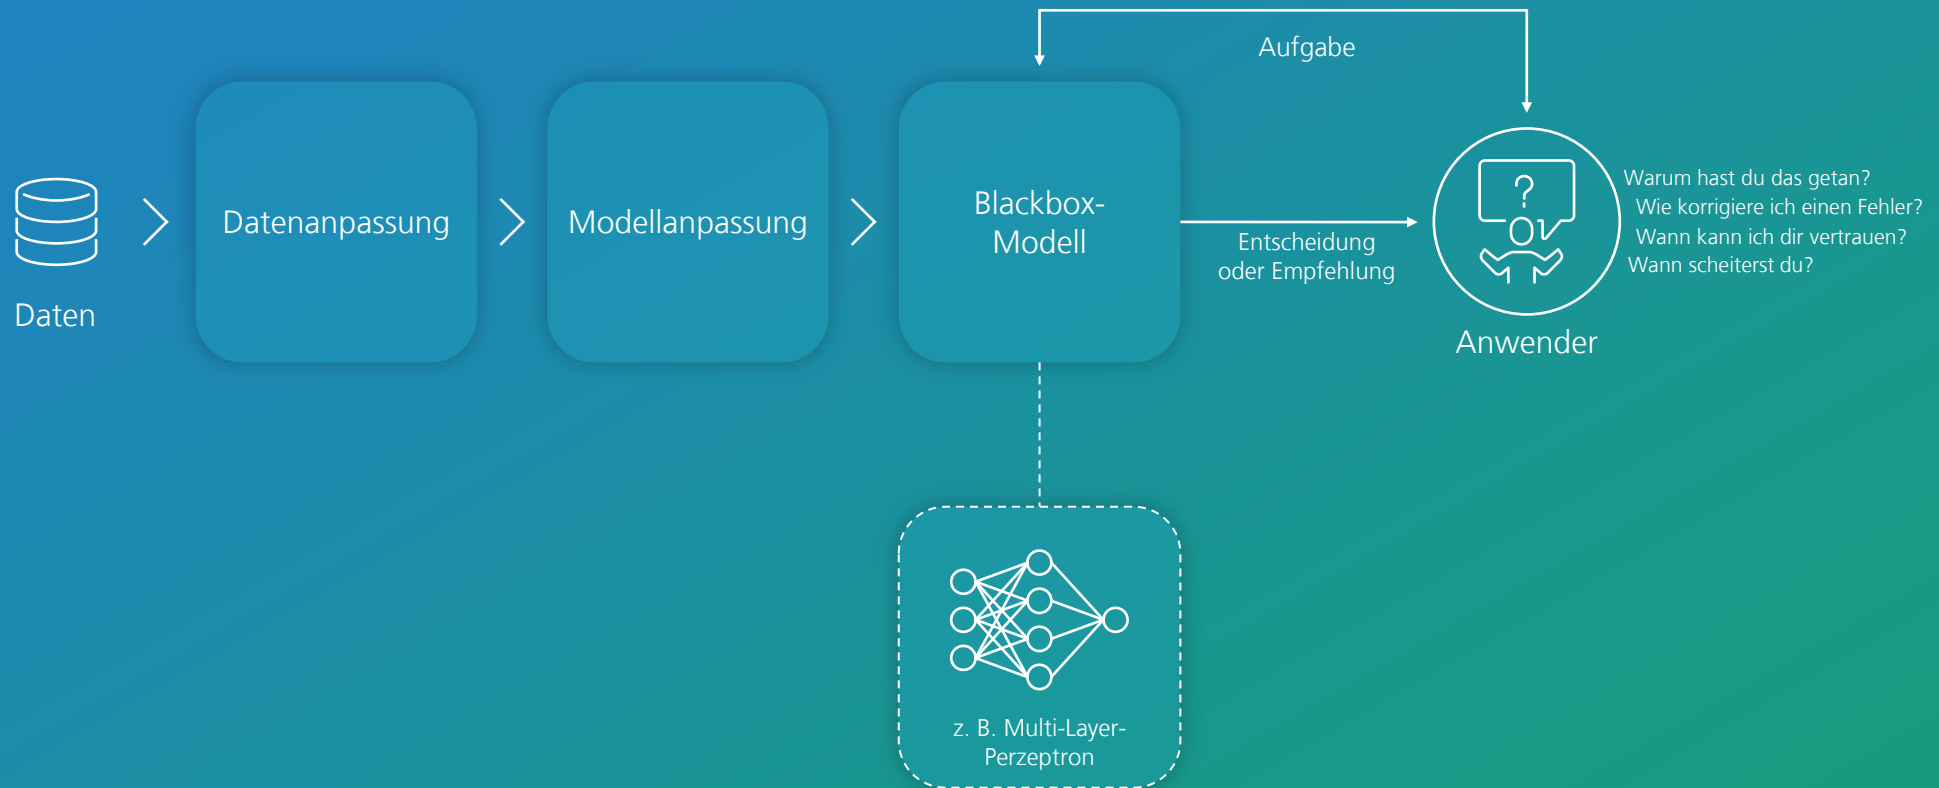 Aufgabe
Daten
Datenanpassung
Modellanpassung
Blackbox-
Modell
Entscheidung
oder Empfehlung
?
Anwender
Warum hast du das getan?
Wie korrigiere ich einen Fehler?
Wann kann ich dir vertrauen?
Wann scheiterst du?
z. B. Multi-Layer-
Perzeptron